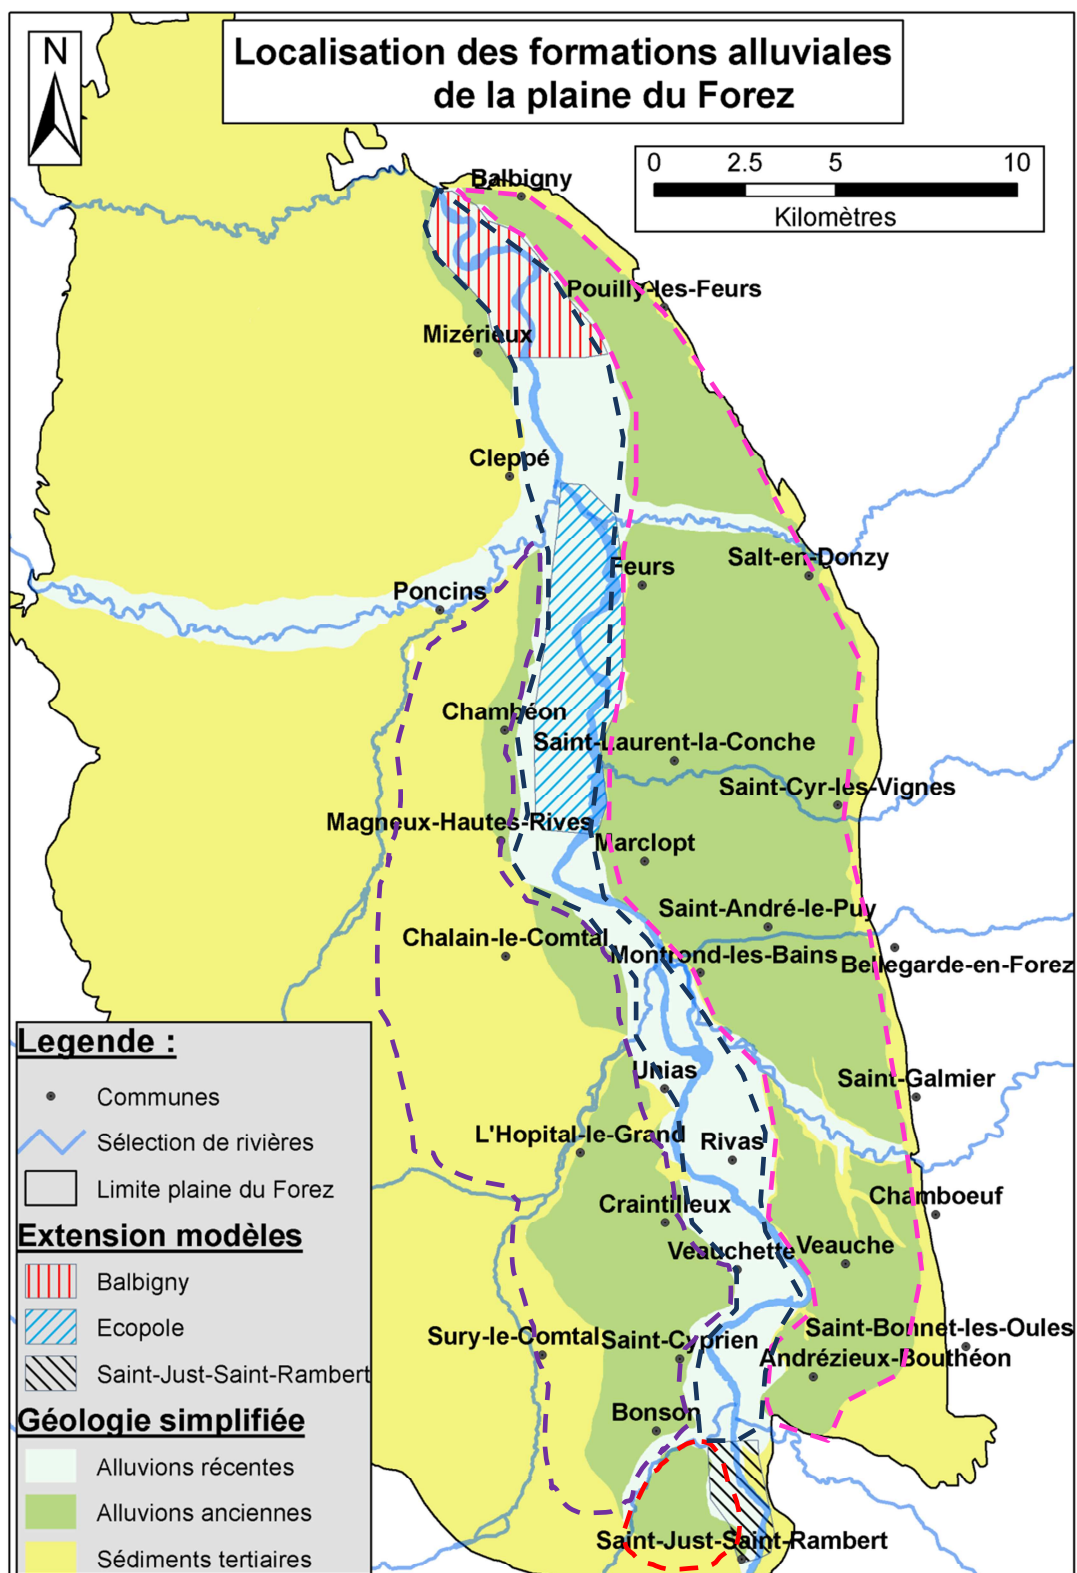 Localisation des formations alluviales
de la plaine du Forez
N
0 2.5 5 10
Kilomètres
Balbigny
Pouilly-les-Feurs
Mizérieux
Cleppé
Salt-en-Donzy
Feurs
Poncins
Chambéon
Saint-Laurent-la-Conche
Saint-Cyr-les-Vignes
Magneux-Hautes-Rives
Marclopt
Saint-André-le-Puy
Chalain-le-Comtal
Montrond-les-Bains
Bellegarde-en-Forez
Unias
Saint-Galmier
L'Hopital-le-Grand
Rivas
Craintilleux
Chamboeuf
Veauchette
Veauche
Sury-le-Comtal
Saint-Cyprien
Saint-Bonnet-les-Oules
Andrézieux-Bouthéon
Bonson
Saint-Just-Saint-Rambert
Legende :
Communes
Sélection de rivières
Limite plaine du Forez
Extension modèles
Balbigny
Ecopole
Saint-Just-Saint-Rambert
Géologie simplifiée
Alluvions récentes
Alluvions anciennes
Sédiments tertiaires